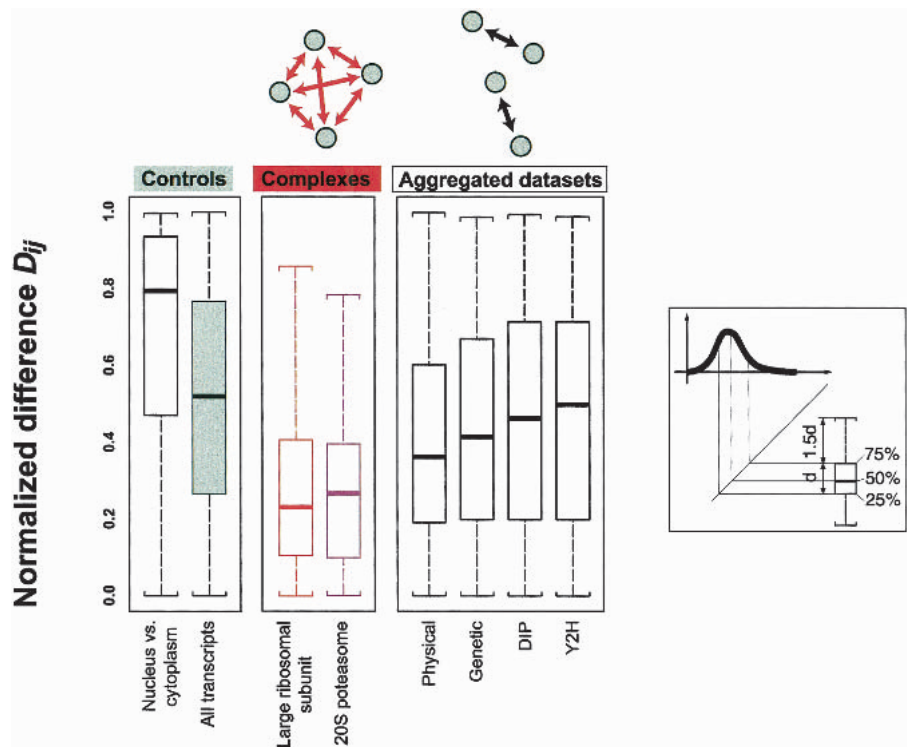 Controls
Complexes
Aggregated datasets
Normalized difference Dij
1.0
0.8
0.6
0.4
0.2
0.0
Nucleus vs.
cytoplasm
All transcripts
Large ribosomal
subunit
20S poteasome
Physical
Genetic
DIP
Y2H
1.5d
d
75%
50%
25%